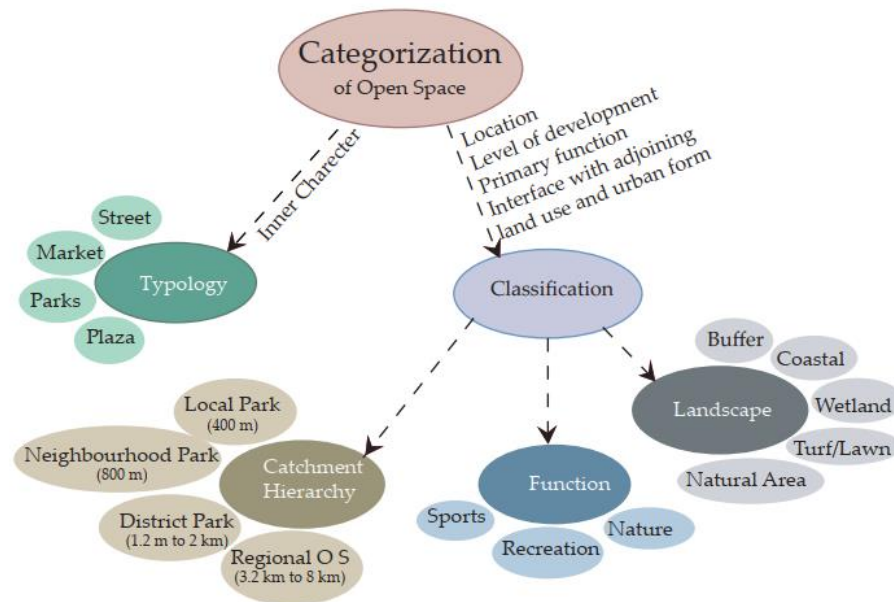 Categorization
of Open Space
Inner Charecter
Location
Level of development
Primary function
Interface with adjoining
land use and urban form
Street
Market
Parks
Plaza
Typology
Classification
Buffer
Coastal
Wetland
Turf/Lawn
Natural Area
Landscape
Local Park
(400 m)
Neighbourhood Park
(800 m)
District Park
(1.2 m to 2 km)
Regional O S
(3.2 km to 8 km)
Catchment
Hierarchy
Function
Sports
Recreation
Nature